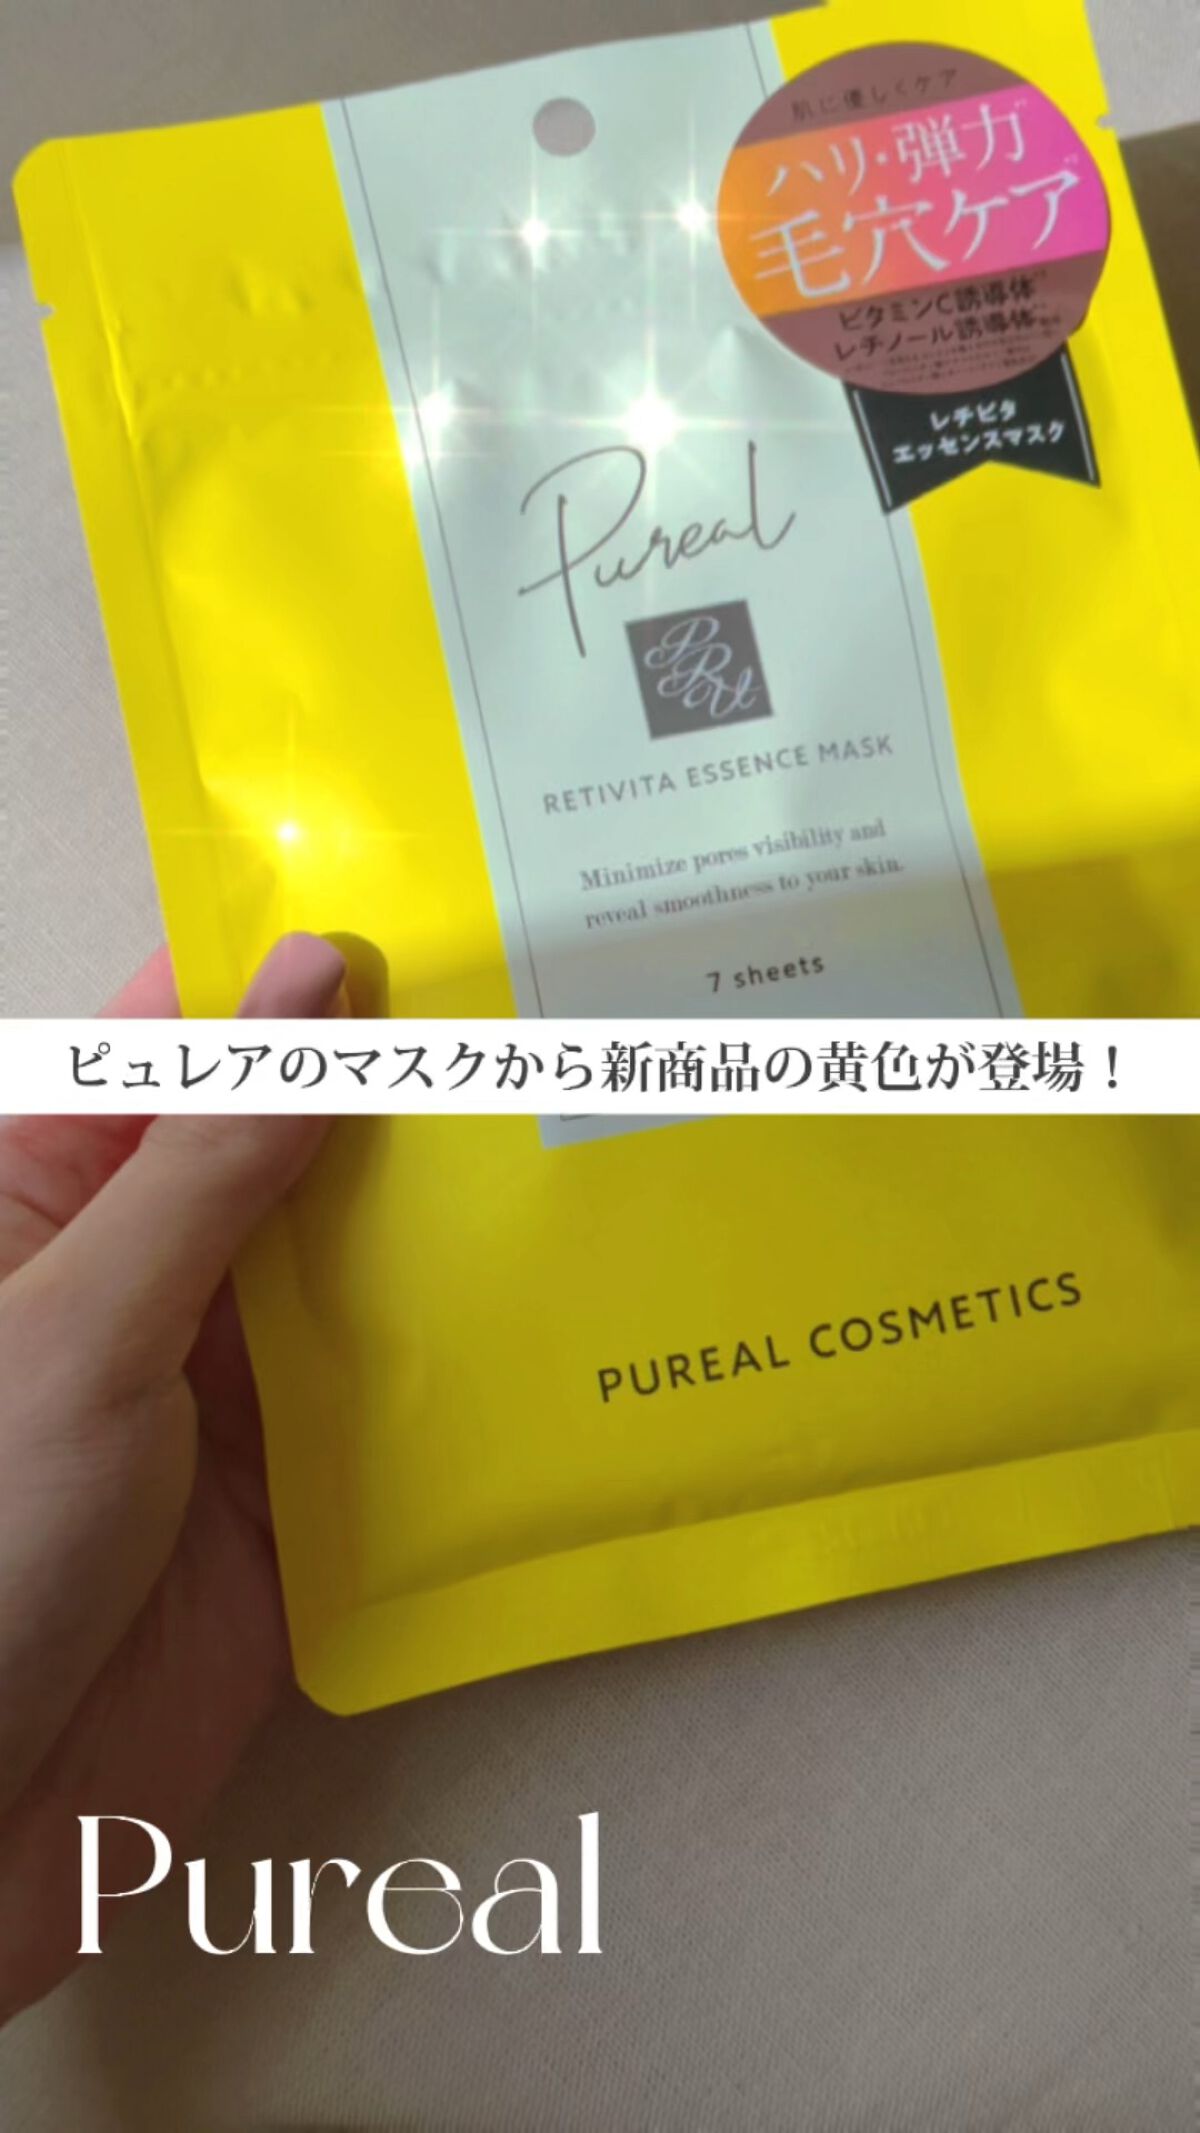 肌に優しくケア
ハリ・弾力
毛穴ケア
ビタミンC誘導体
レチノール誘導体
レチビタ
エッセンスマスク
Pureal
PRU
RETIVITA ESSENCE MASK
Minimize pores visibility and
reveal smoothness to your skin.
7 sheets
ピュレアのマスクから新商品の黄色が登場！
PUREAL COSMETICS
Pureal